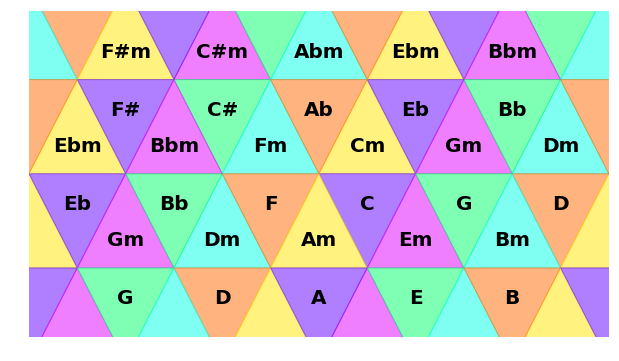 F#m C#m Abm Ebm Bbm
F# C# Ab Eb Bb
Ebm Bbm Fm Cm Gm Dm
Eb Bb F C G D
Gm Dm Am Em Bm
G D A E B